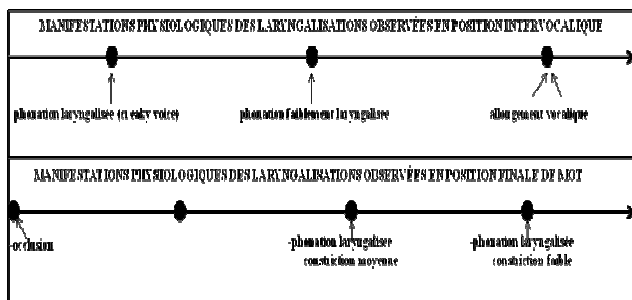 MANIFESTATIONS PHYSIOLOGIQUES DES LARYNGALISATIONS OBSERVÉES EN POSITION INTERVOCALIQUE
phonation laryngalisée (creaky voice) phonation faiblement laryngalisée allongement vocalique
MANIFESTATIONS PHYSIOLOGIQUES DES LARYNGALISATIONS OBSERVÉES EN POSITION FINALE DE MOT
-occlusion -phonation laryngalisée -phonation laryngalisée
constriction moyenne constriction faible